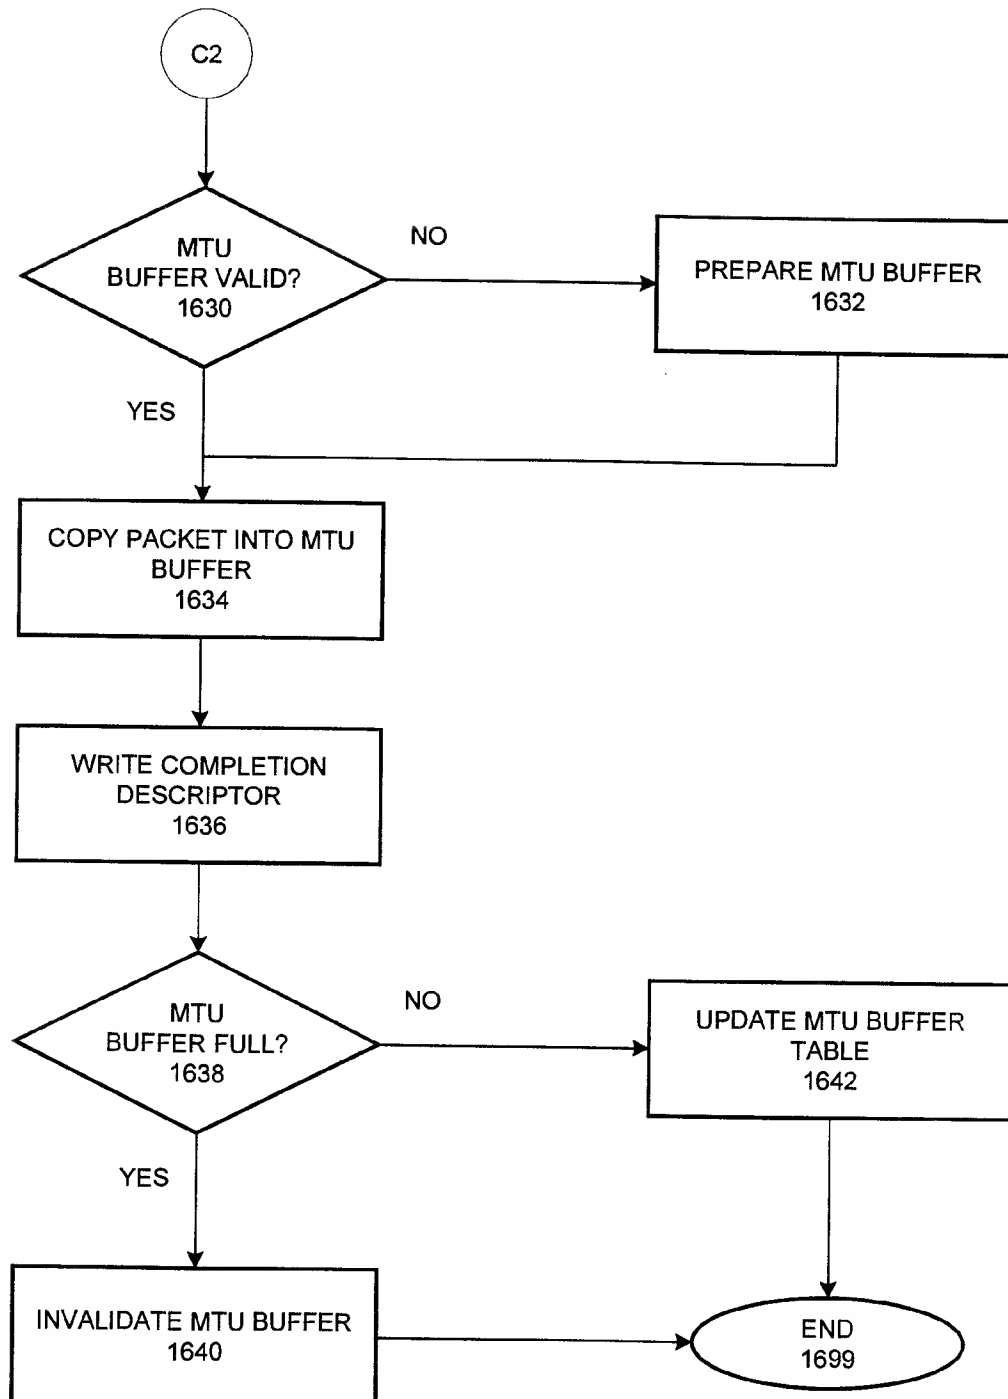 C2
MTU
BUFFER VALID?
1630
NO
PREPARE MTU BUFFER
1632
YES
COPY PACKET INTO MTU
BUFFER
1634
WRITE COMPLETION
DESCRIPTOR
1636
MTU
BUFFER FULL?
1638
NO
UPDATE MTU BUFFER
TABLE
1642
YES
INVALIDATE MTU BUFFER
1640
END
1699